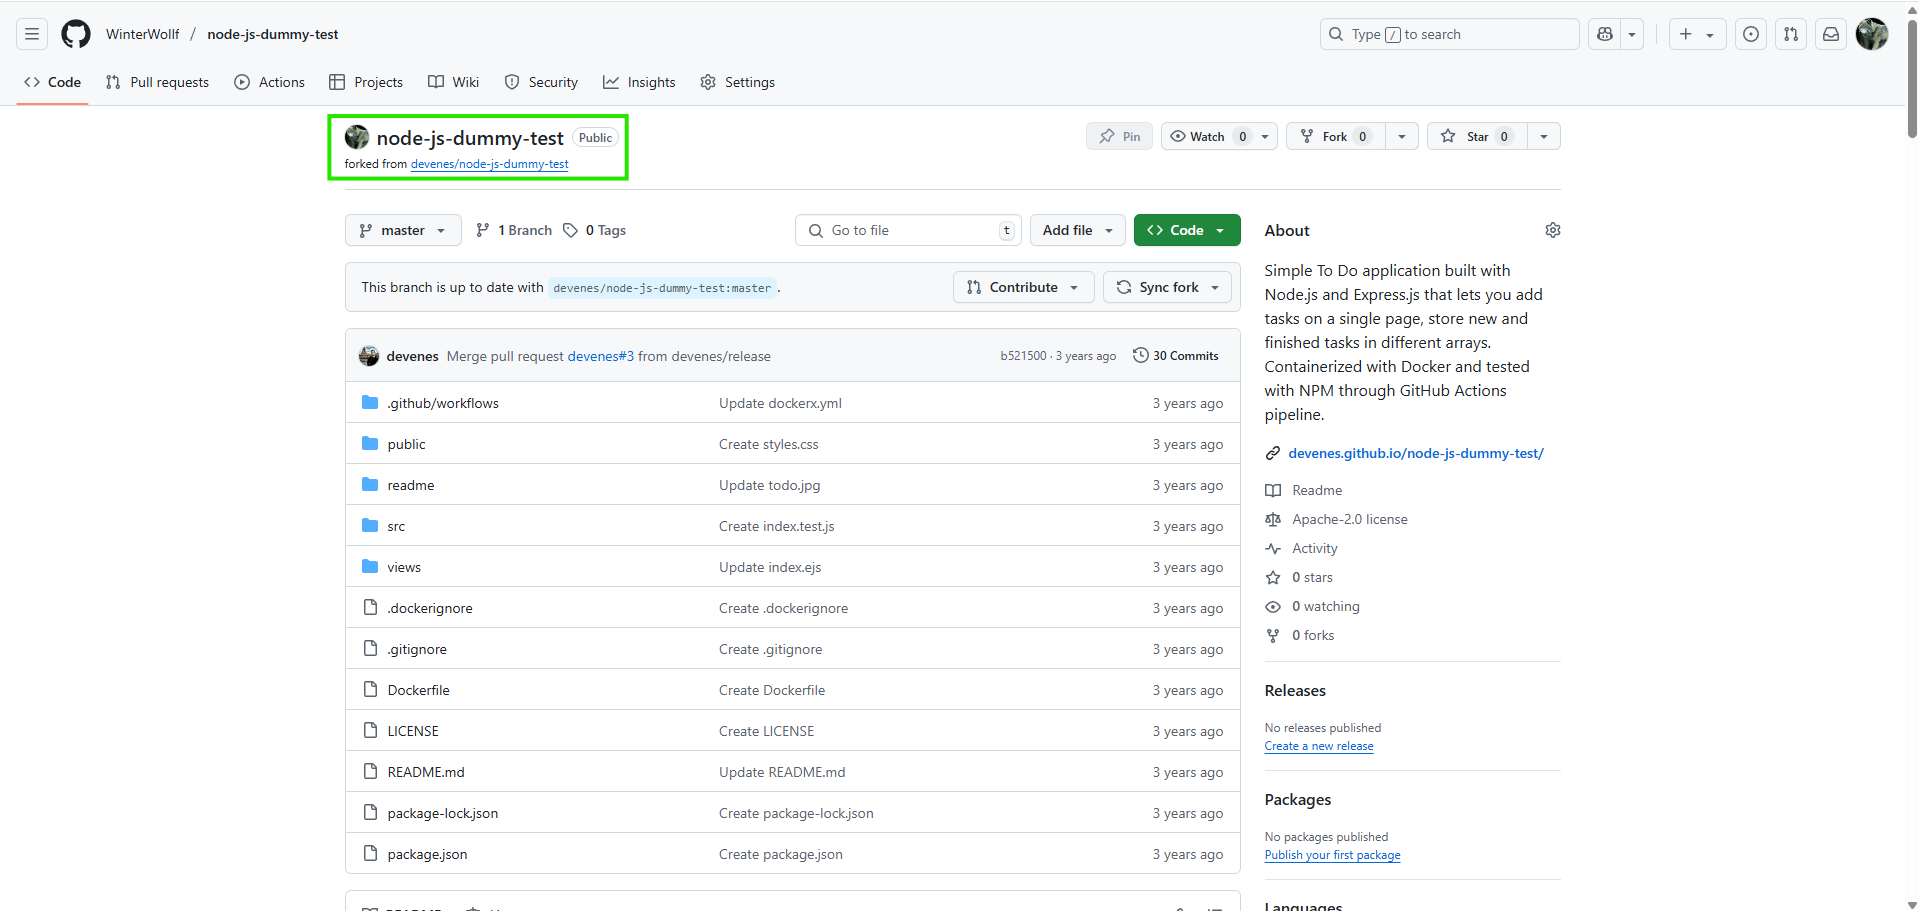 WinterWollf / node-js-dummy-test
Type / to search
Code Pull requests Actions Projects Wiki Security Insights Settings
node-js-dummy-test Public
forked from devenes/node-js-dummy-test
Pin Watch 0 Fork 0 Star 0
master 1 Branch 0 Tags Go to file t Add file Code
This branch is up to date with devenes/node-js-dummy-test:master .
Contribute Sync fork
devenes Merge pull request devenes#3 from devenes/release b521500 · 3 years ago 30 Commits
.github/workflows Update dockerx.yml 3 years ago
public Create styles.css 3 years ago
readme Update todo.jpg 3 years ago
src Create index.test.js 3 years ago
views Update index.ejs 3 years ago
.dockerignore Create .dockerignore 3 years ago
.gitignore Create .gitignore 3 years ago
Dockerfile Create Dockerfile 3 years ago
LICENSE Create LICENSE 3 years ago
README.md Update README.md 3 years ago
package-lock.json Create package-lock.json 3 years ago
package.json Create package.json 3 years ago
About
Simple To Do application built with
Node.js and Express.js that lets you add
tasks on a single page, store new and
finished tasks in different arrays.
Containerized with Docker and tested
with NPM through GitHub Actions
pipeline.
devenes.github.io/node-js-dummy-test/
Readme
Apache-2.0 license
Activity
0 stars
0 watching
0 forks
Releases
No releases published
Create a new release
Packages
No packages published
Publish your first package
Languages